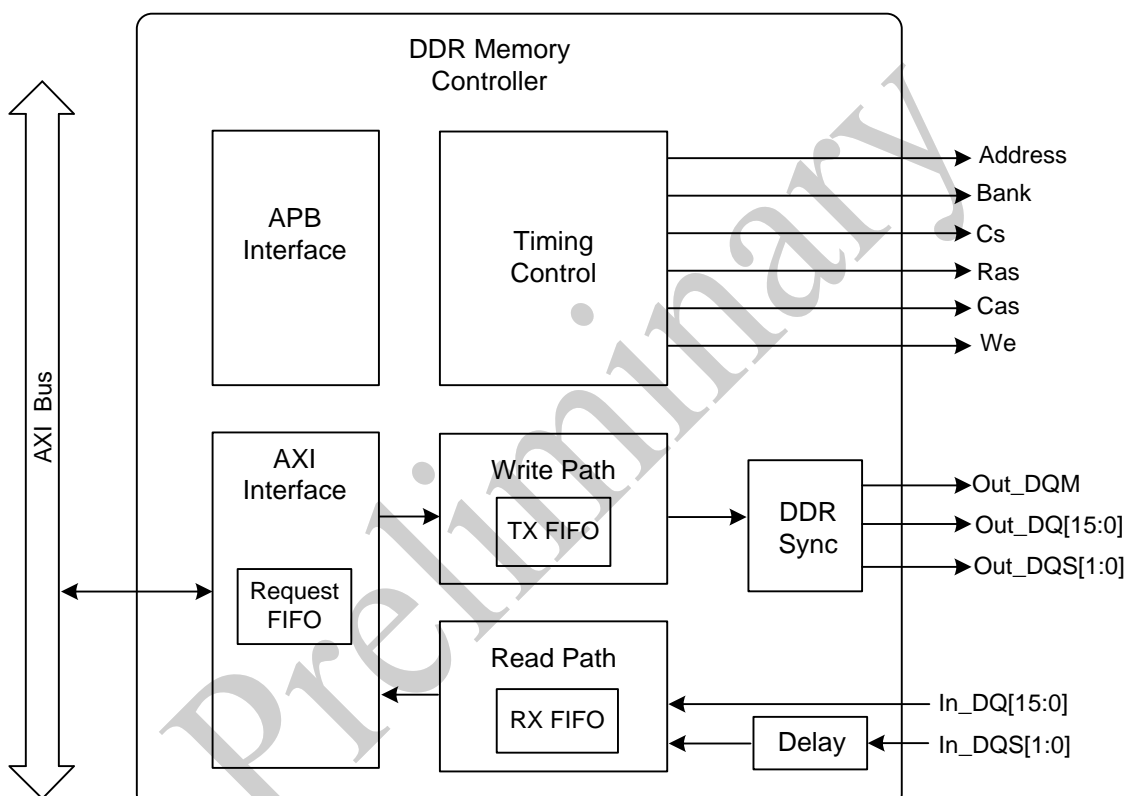 DDR Memory
Controller
APB
Interface
Timing
Control
Address
Bank
Cs
Ras
Cas
We
AXI Bus
AXI
Interface
Request
FIFO
Write Path
TX FIFO
DDR
Sync
Out_DQM
Out_DQ[15:0]
Out_DQS[1:0]
Read Path
RX FIFO
Delay
In_DQ[15:0]
In_DQS[1:0]
Preliminary